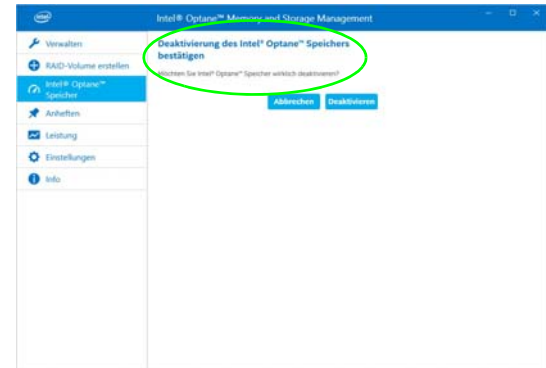 intel
Intel® Optane™ Memory and Storage Management
Verwalten
RAID-Volume erstellen
Intel® Optane™
Speicher
Anheften
Leistung
Einstellungen
Info
Deaktivierung des Intel® Optane™ Speichers
bestätigen
Möchten Sie Intel® Optane™ Speicher wirklich deaktivieren?
Abbrechen
Deaktivieren